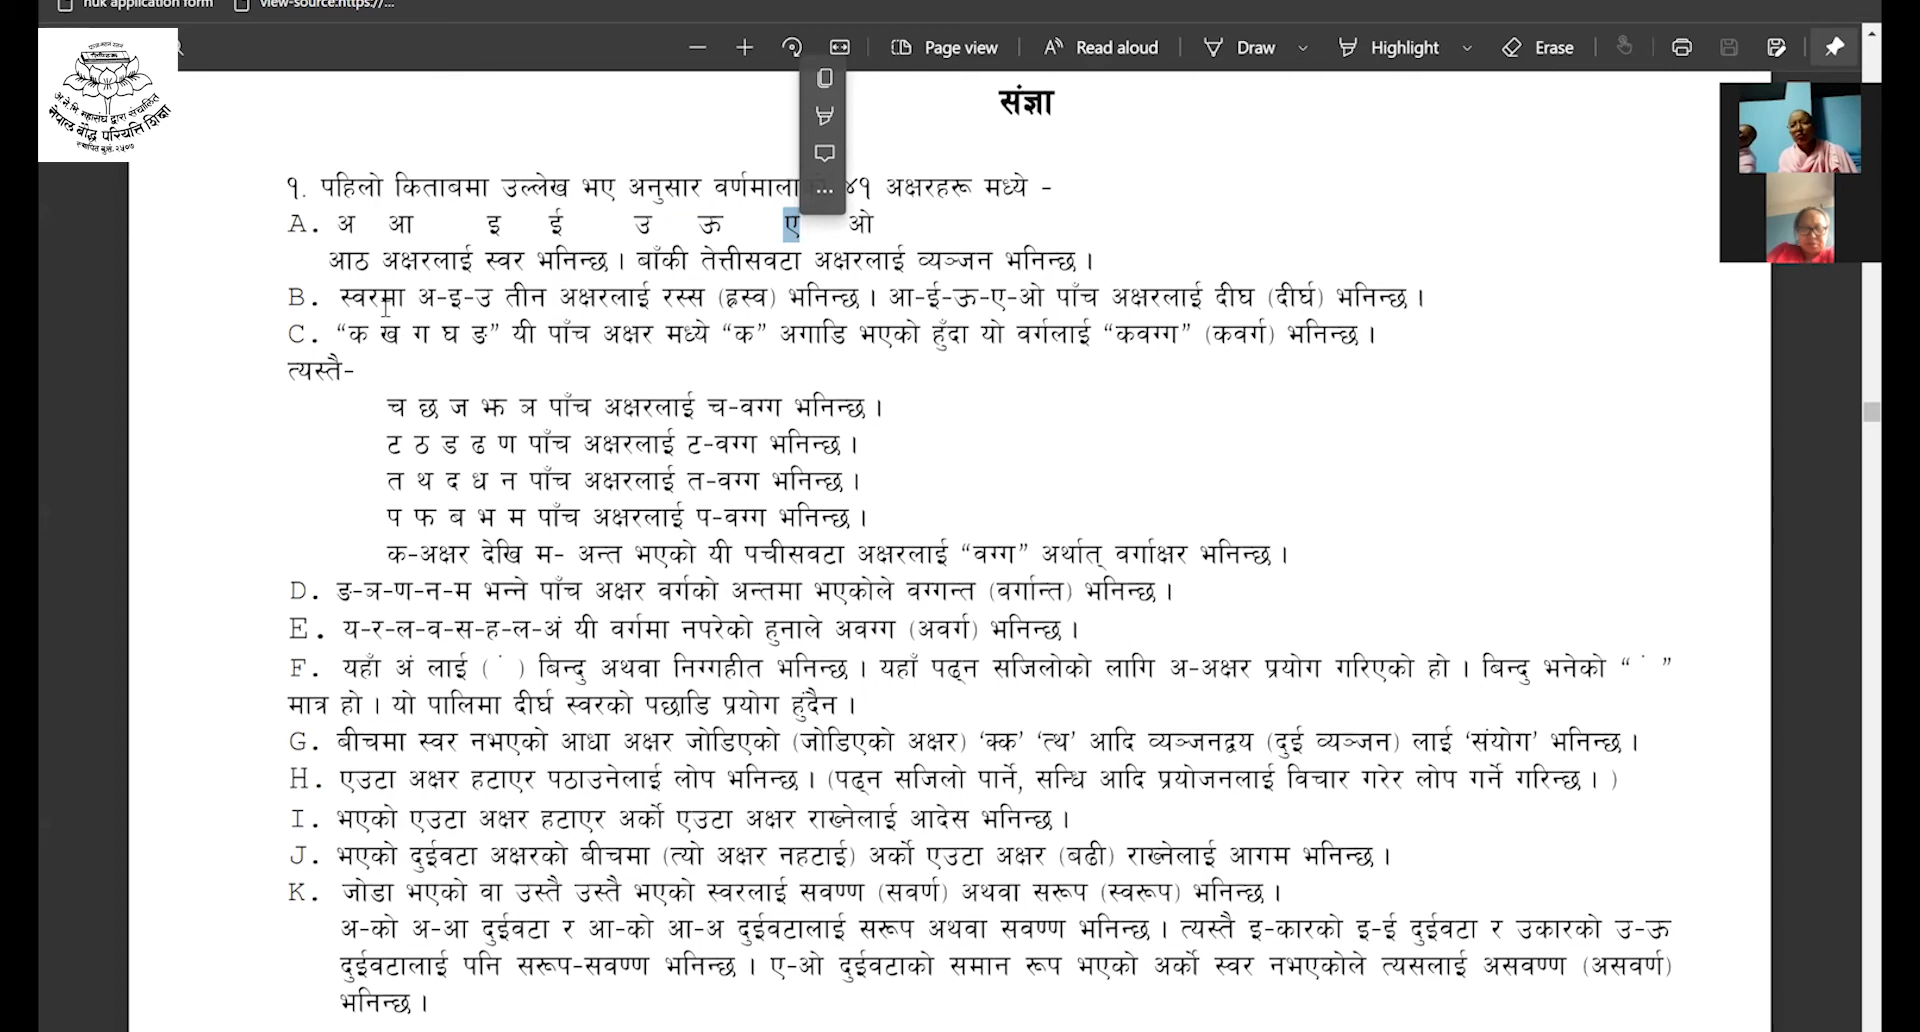 view-source:https://...
Page view
Read aloud
Draw
Highlight
Erase
अ.ने.भि. महासंघ द्वारा संचालित
नेपाल बौद्ध परियत्ति शिक्षा
संज्ञा
१. पहिलो किताबमा उल्लेख भए अनुसार वर्णमाला ४१ अक्षरहरू मध्ये -
A. अ आ इ ई उ ऊ ए ओ
आठ अक्षरलाई स्वर भनिन्छ । बाँकी तेत्तीसवटा अक्षरलाई व्यञ्जन भनिन्छ ।
B. स्वरमा अ-इ-उ तीन अक्षरलाई रस्स (ह्रस्व) भनिन्छ । आ-ई-ऊ-ए-ओ पाँच अक्षरलाई दीघ (दीर्घ) भनिन्छ ।
C. “क ख ग घ ङ” यी पाँच अक्षर मध्ये “क” अगाडि भएको हुँदा यो वर्गलाई “कवग्ग” (कवर्ग) भनिन्छ ।
त्यस्तै-
च छ ज झ ञ पाँच अक्षरलाई च-वग्ग भनिन्छ ।
ट ठ ड ढ ण पाँच अक्षरलाई ट-वग्ग भनिन्छ ।
त थ द ध न पाँच अक्षरलाई त-वग्ग भनिन्छ ।
प फ ब भ म पाँच अक्षरलाई प-वग्ग भनिन्छ ।
क-अक्षर देखि म- अन्त भएको यी पचीसवटा अक्षरलाई “वग्ग” अर्थात् वर्गाक्षर भनिन्छ ।
D. ङ-ञ-ण-न-म भन्ने पाँच अक्षर वर्गको अन्तमा भएकोले वग्गन्त (वर्गान्त) भनिन्छ ।
E. य-र-ल-व-स-ह-ल-अं यी वर्गमा नपरेको हुनाले अवग्ग (अवर्ग) भनिन्छ ।
F. यहाँ अं लाई ( ं ) बिन्दु अथवा निग्गहीत भनिन्छ । यहाँ पढ्न सजिलोको लागि अ-अक्षर प्रयोग गरिएको हो । बिन्दु भनेको “ ं ”
मात्र हो । यो पालिमा दीर्घ स्वरको पछाडि प्रयोग हुंदैन ।
G. बीचमा स्वर नभएको आधा अक्षर जोडिएको (जोडिएको अक्षर) ‘क्क’ ‘त्थ’ आदि व्यञ्जनद्वय (दुई व्यञ्जन) लाई ‘संयोग’ भनिन्छ ।
H. एउटा अक्षर हटाएर पठाउनेलाई लोप भनिन्छ । (पढ्न सजिलो पार्ने, सन्धि आदि प्रयोजनलाई विचार गरेर लोप गर्ने गरिन्छ । )
I. भएको एउटा अक्षर हटाएर अर्को एउटा अक्षर राख्नेलाई आदेस भनिन्छ ।
J. भएको दुईवटा अक्षरको बीचमा (त्यो अक्षर नहटाई) अर्को एउटा अक्षर (बढी) राख्नेलाई आगम भनिन्छ ।
K. जोडा भएको वा उस्तै उस्तै भएको स्वरलाई सवण्ण (सवर्ण) अथवा सरूप (स्वरूप) भनिन्छ ।
अ-को अ-आ दुईवटा र आ-को आ-अ दुईवटालाई सरूप अथवा सवण्ण भनिन्छ । त्यस्तै इ-कारको इ-ई दुईवटा र उकारको उ-ऊ
दुईवटालाई पनि सरूप-सवण्ण भनिन्छ । ए-ओ दुईवटाको समान रूप भएको अर्को स्वर नभएकोले त्यसलाई असवण्ण (असवर्ण)
भनिन्छ ।